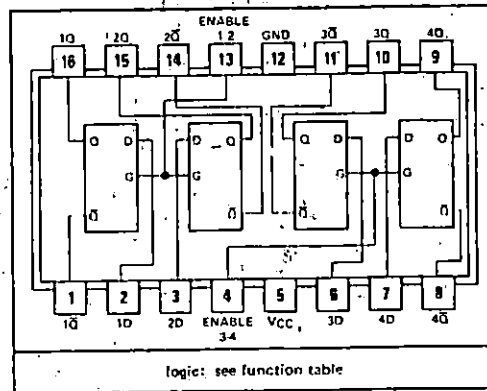 ENABLE
1Q 2Q 2Q̅ 1 2 GND 3Q̅ 3Q 4Q
16 15 14 13 12 11 10 9
Q D D Q Q D D Q
G G G G
Q̅ Q̅ Q̅ Q̅
1 2 3 4 5 6 7 8
1Q̅ 1D 2D ENABLE VCC 3D 4D 4Q̅
3-4
logic: see function table